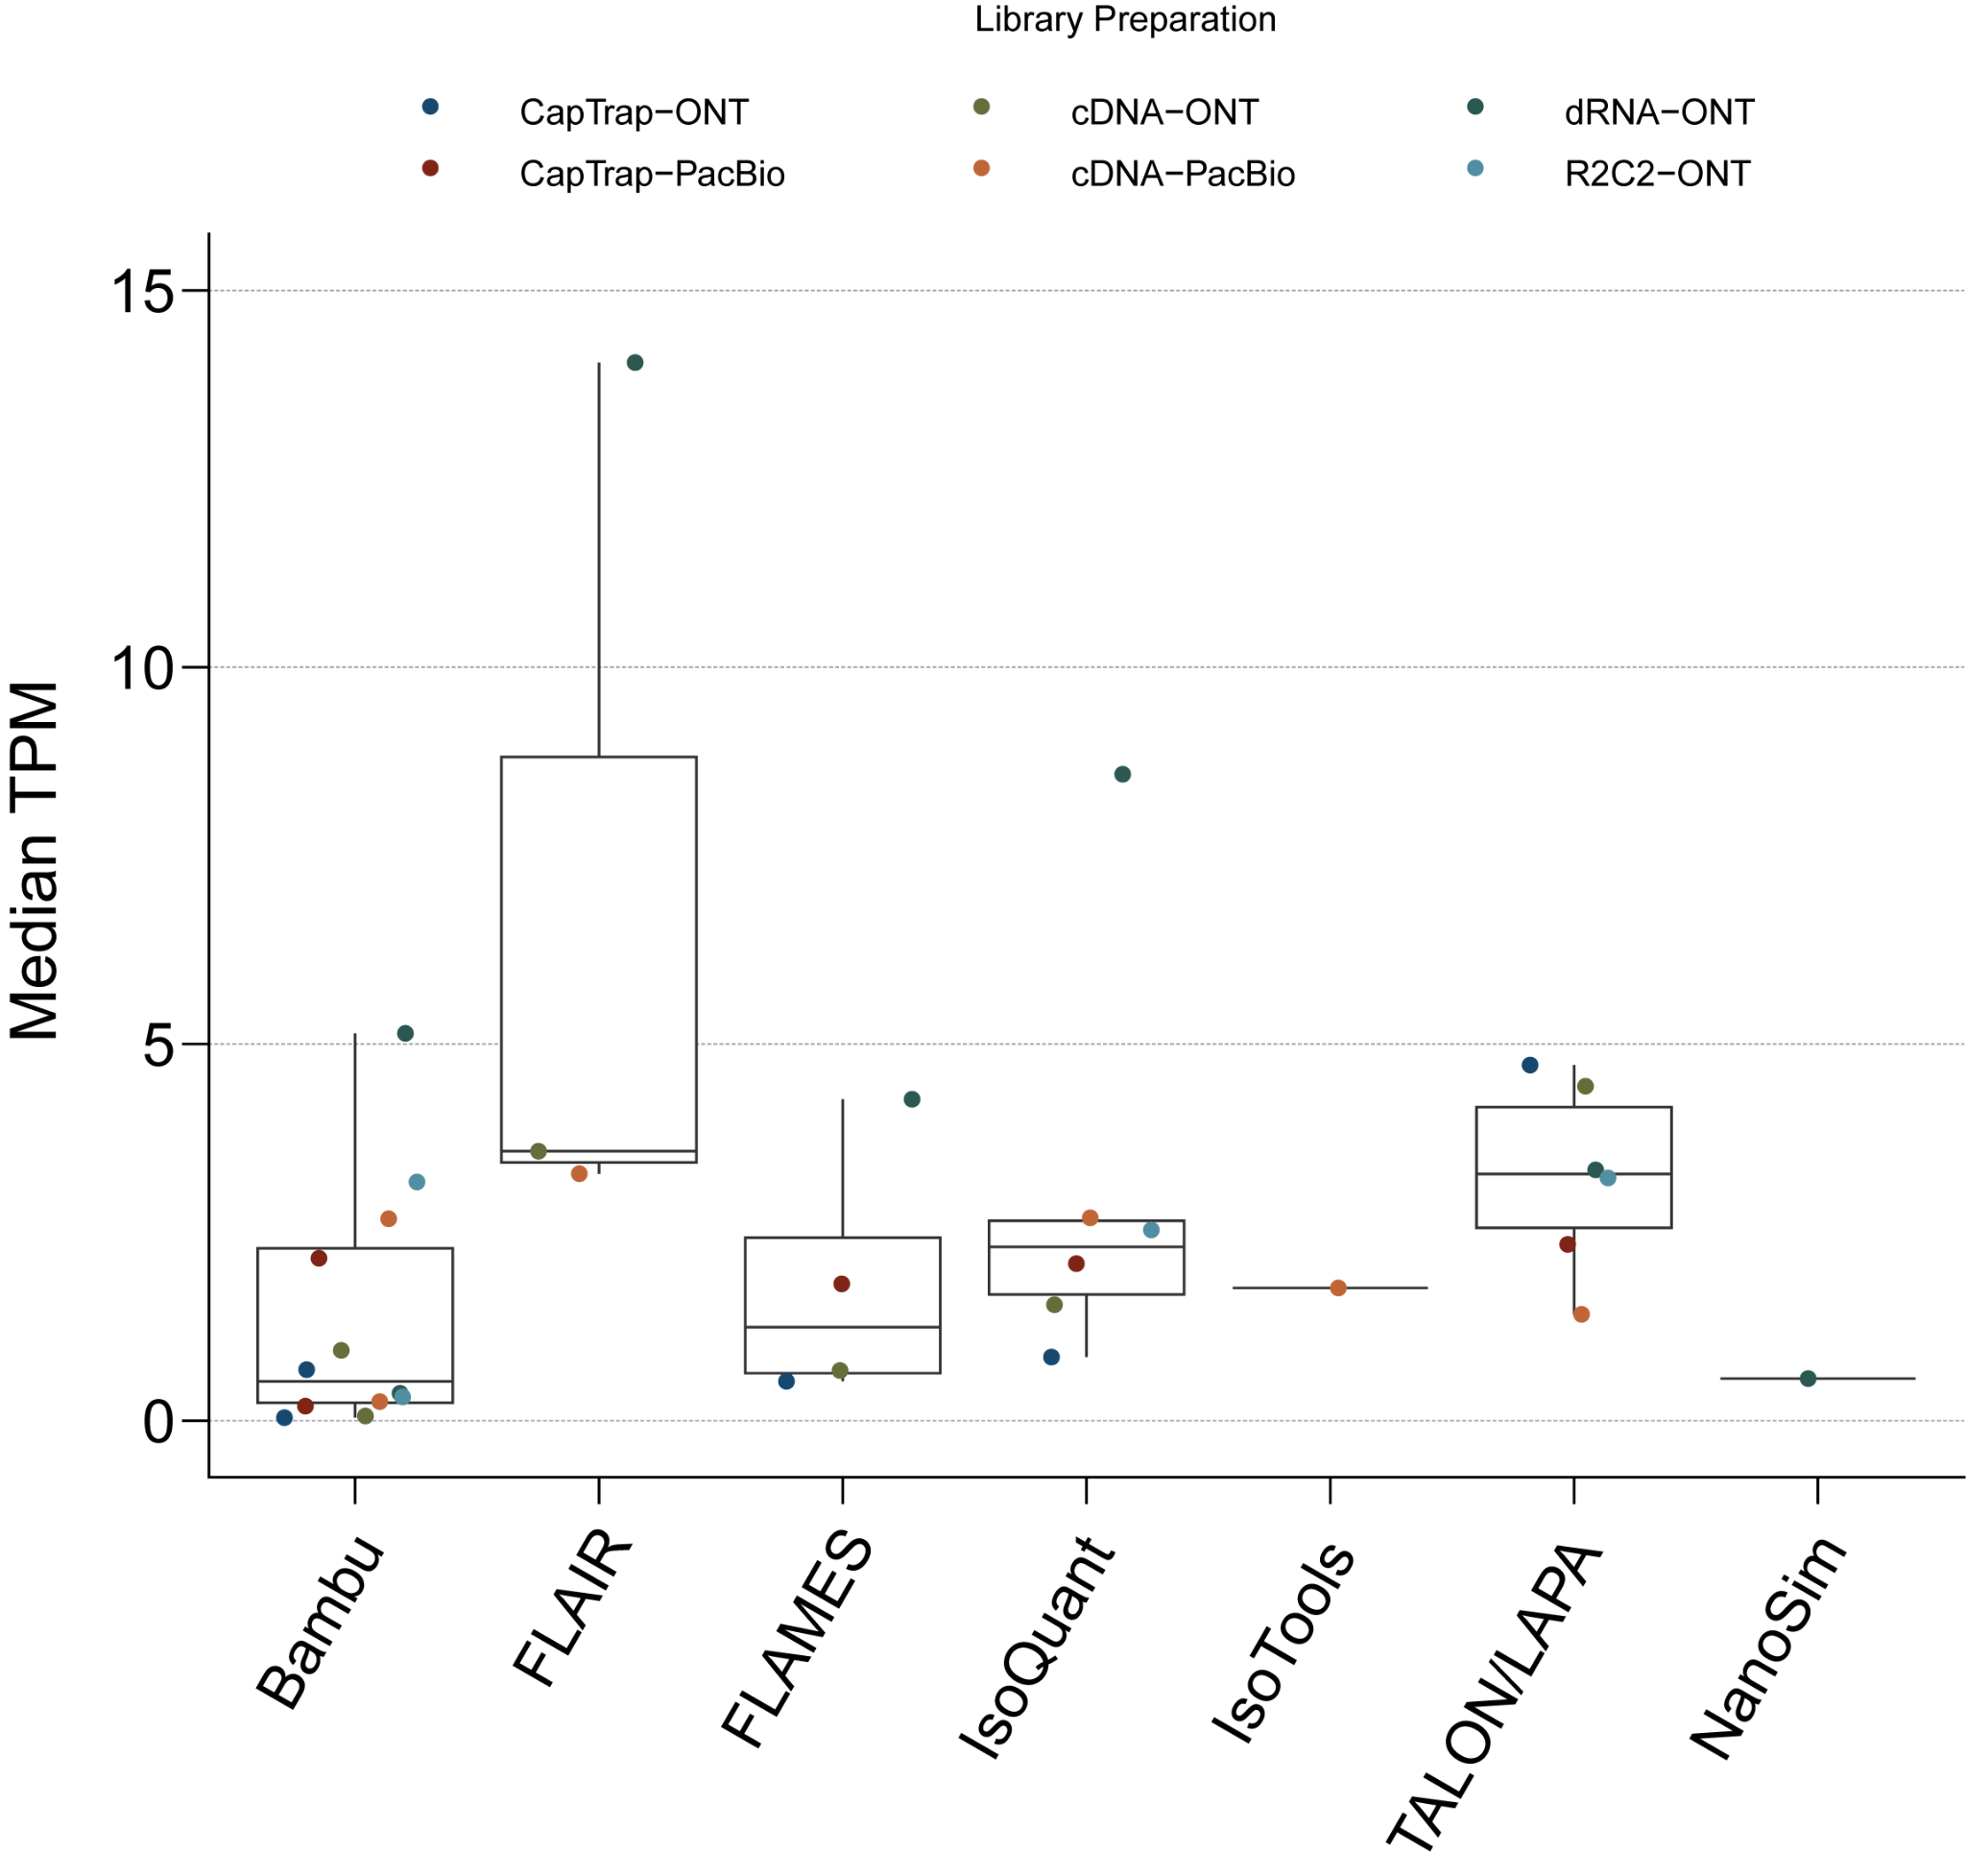 Library Preparation
CapTrap−ONT cDNA−ONT dRNA−ONT
CapTrap−PacBio cDNA−PacBio R2C2−ONT
15
10
5
0
Median TPM
Bambu FLAIR FLAMES IsoQuant IsoTools TALON/LAPA NanoSim